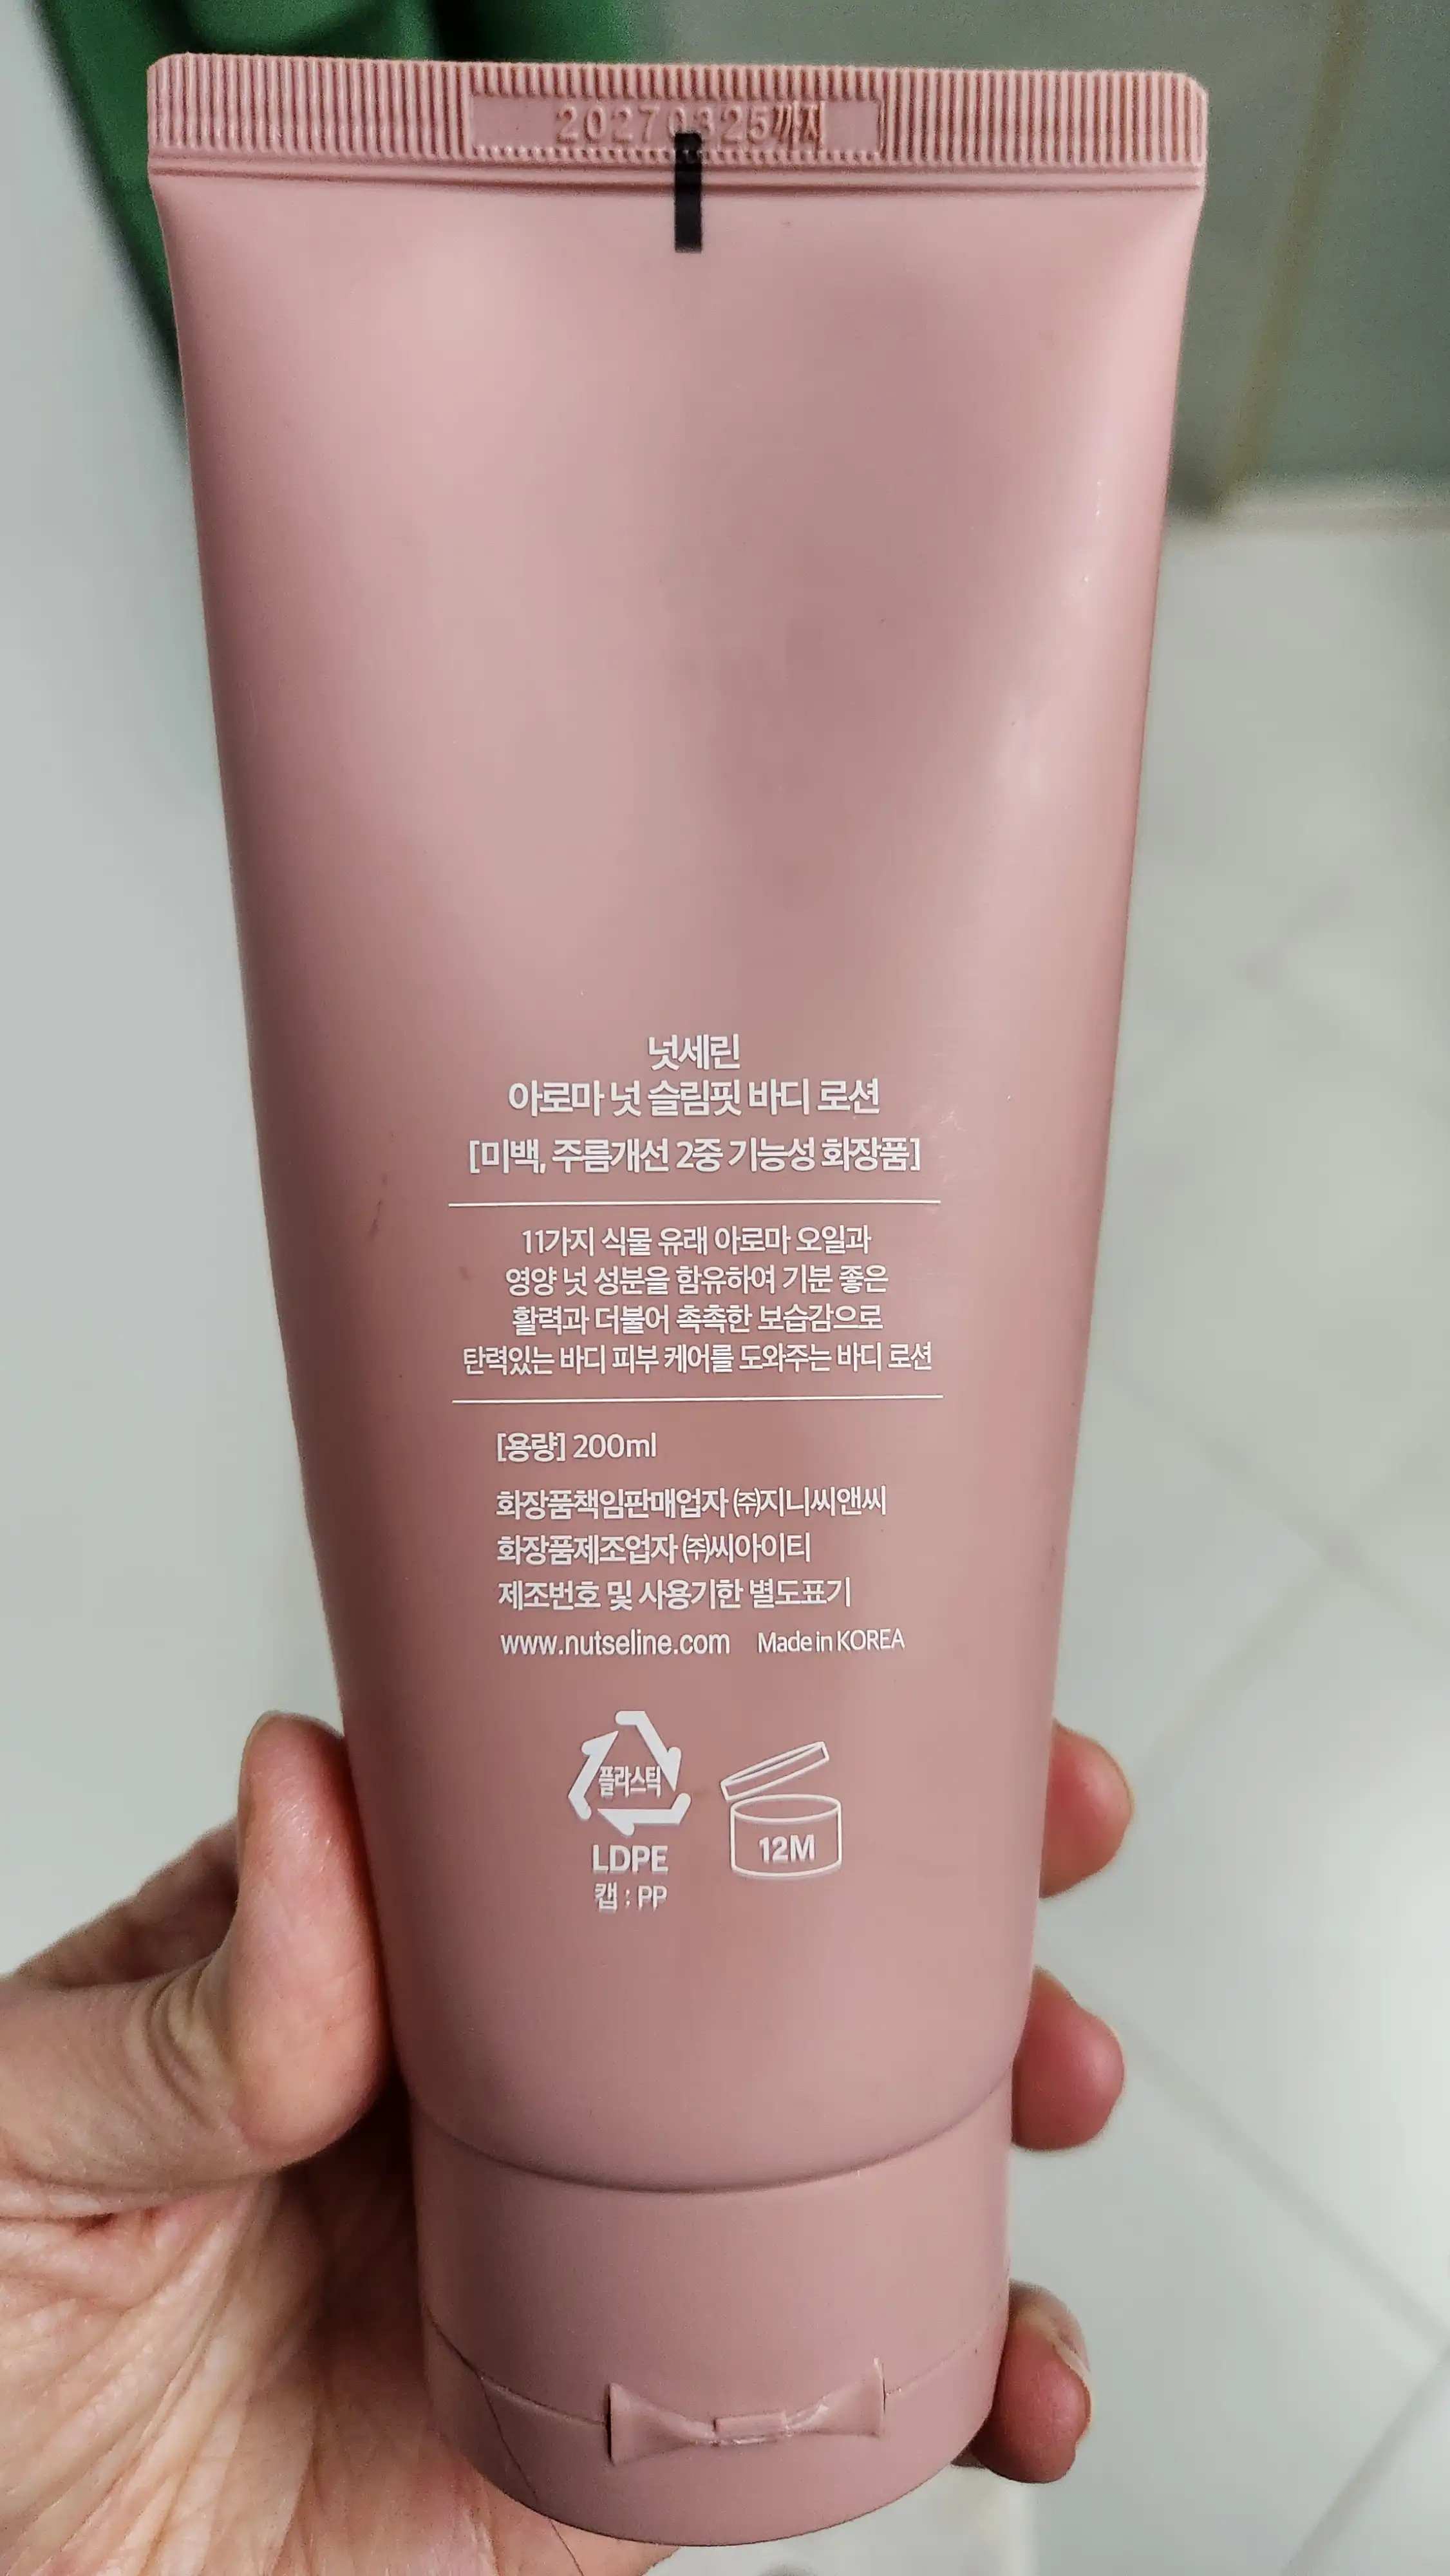 20270325까지
넛세린
아로마 넛 슬림핏 바디 로션
[미백, 주름개선 2중 기능성 화장품]
11가지 식물 유래 아로마 오일과
영양 넛 성분을 함유하여 기분 좋은
활력과 더불어 촉촉한 보습감으로
탄력있는 바디 피부 케어를 도와주는 바디 로션
[용량] 200ml
화장품책임판매업자 ㈜지니씨앤씨
화장품제조업자 ㈜씨아이티
제조번호 및 사용기한 별도표기
www.nutseline.com Made in KOREA
플라스틱
LDPE
캡 : PP
12M